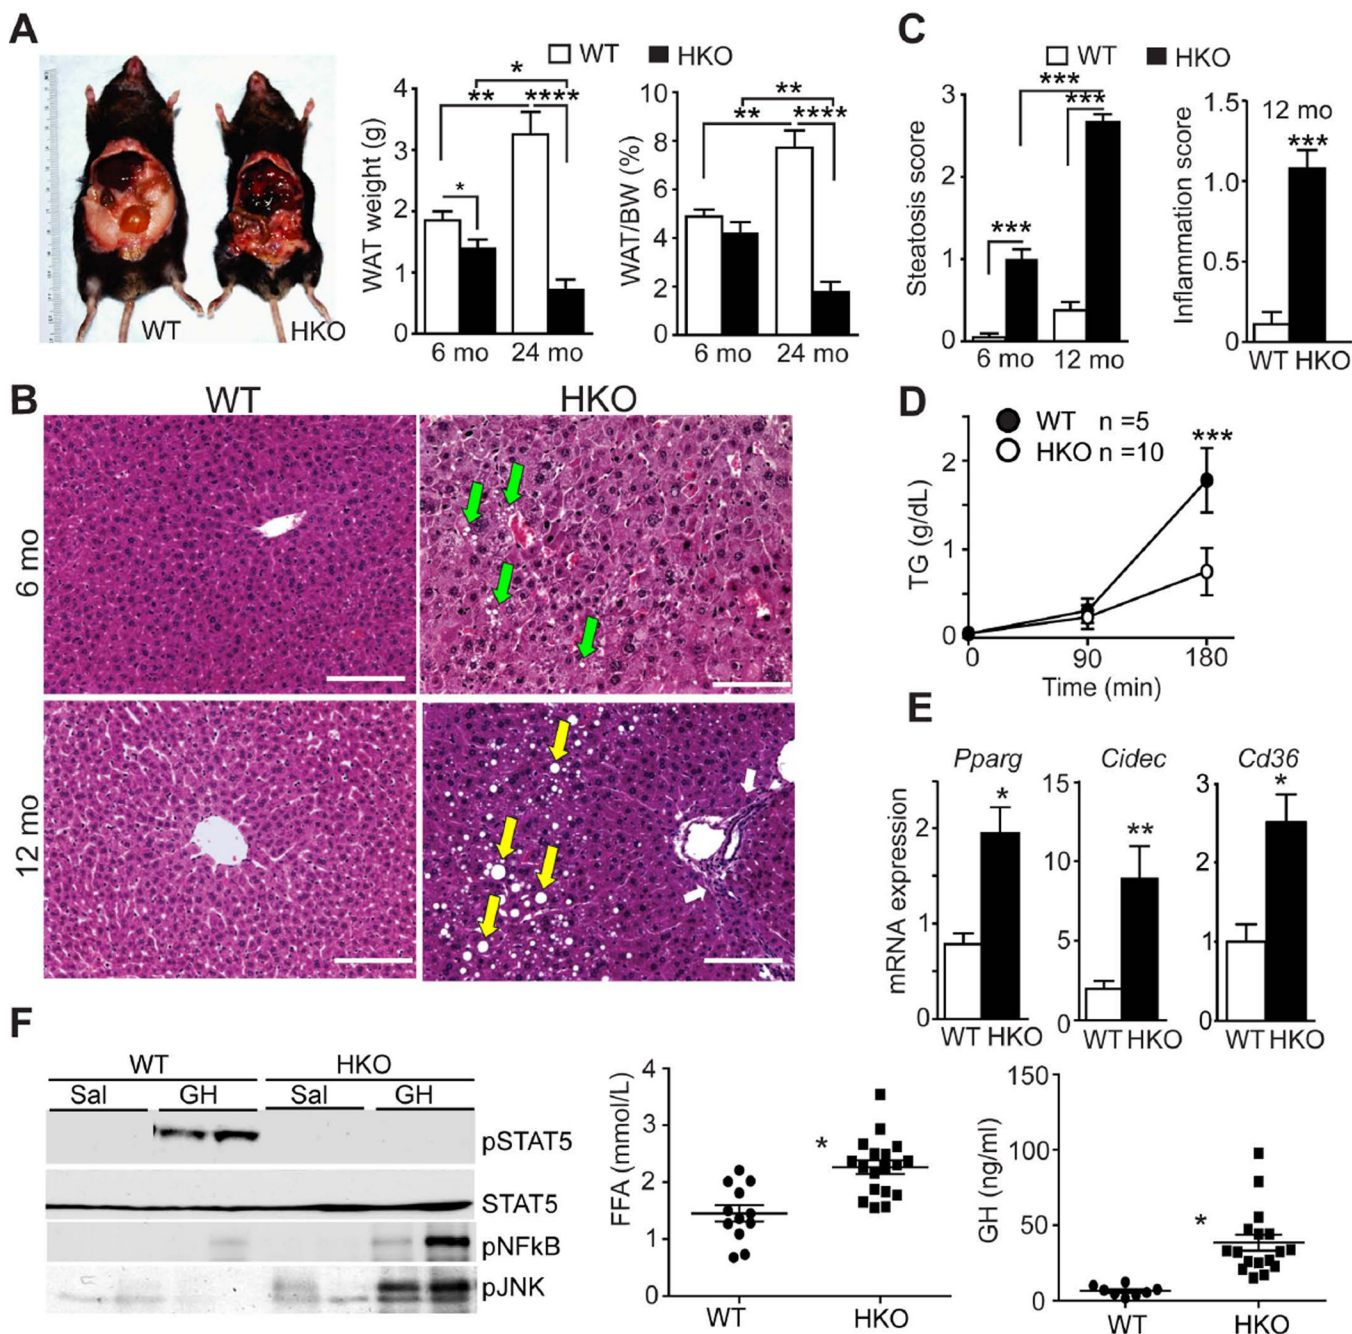 A
WT
HKO
WT HKO
* ** ****
*
WAT weight (g)
4
3
2
1
0
6 mo 24 mo
** ** ****
WAT/BW (%)
10
8
6
4
2
0
6 mo 24 mo
C
WT HKO
*** ***
***
Steatosis score
3
2
1
0
6 mo 12 mo
12 mo
***
Inflammation score
1.5
1.0
0.5
0
WT HKO
B
WT HKO
6 mo
12 mo
D
WT n =5
HKO n =10
***
TG (g/dL)
2
1
0
0 90 180
Time (min)
E
Pparg Cidec Cd36
* ** *
mRNA expression
2
1
0
15
10
5
0
3
2
1
0
WT HKO WT HKO WT HKO
F
WT HKO
Sal GH Sal GH
pSTAT5
STAT5
pNFkB
pJNK
FFA (mmol/L)
4
3
2
1
0
*
WT HKO
GH (ng/ml)
150
100
50
0
*
WT HKO